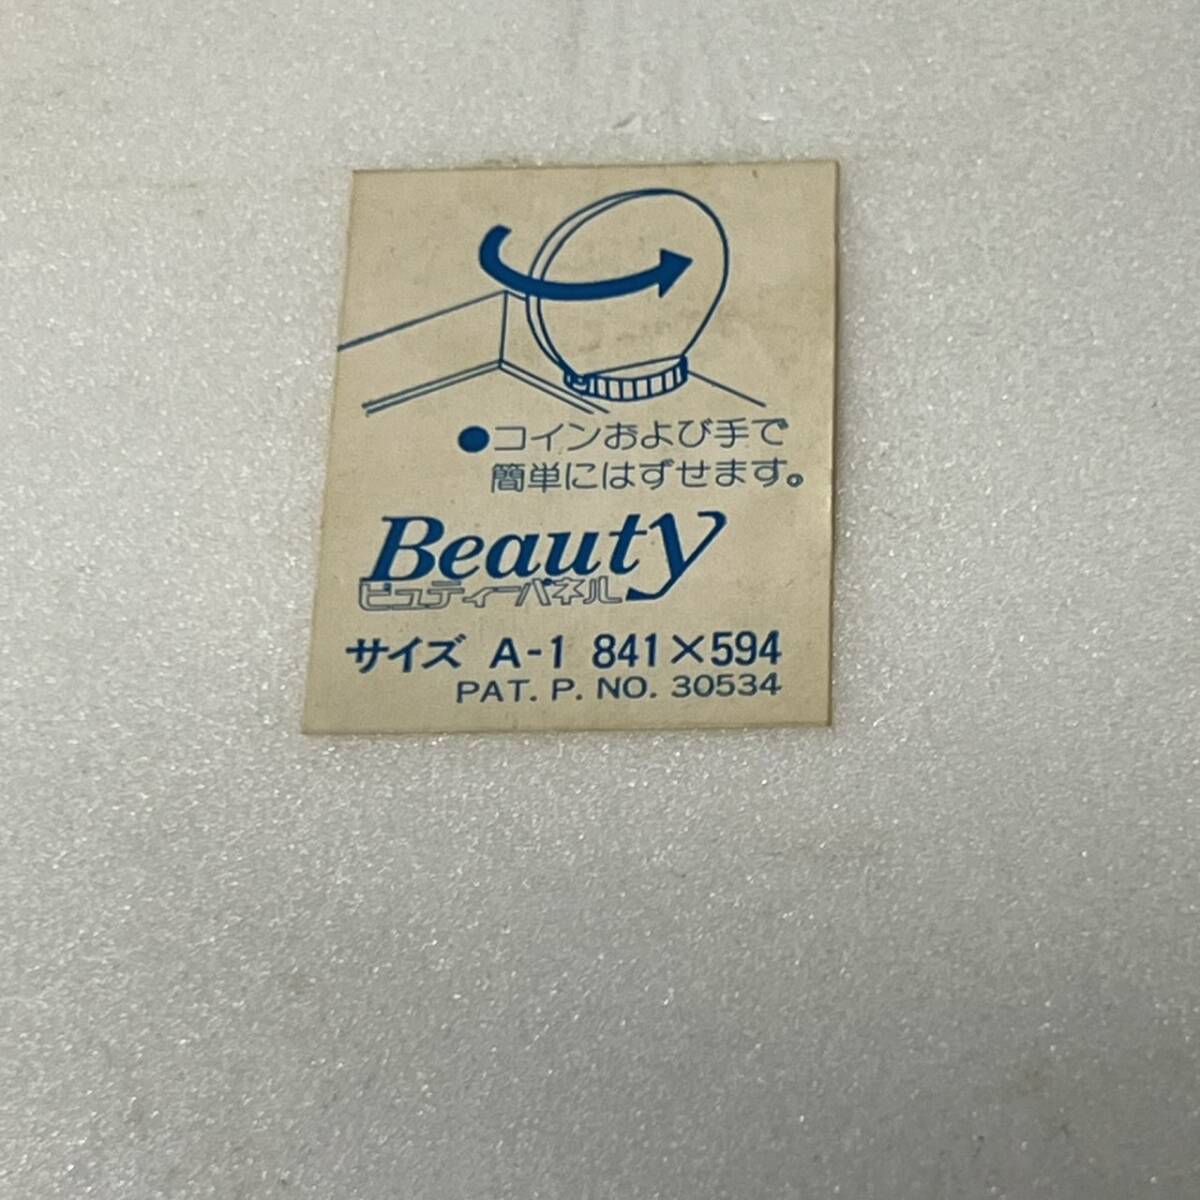 ●コインおよび手で
簡単にはずせます。
Beauty
ビュティーパネル
サイズ A-1 841×594
PAT. P. NO. 30534